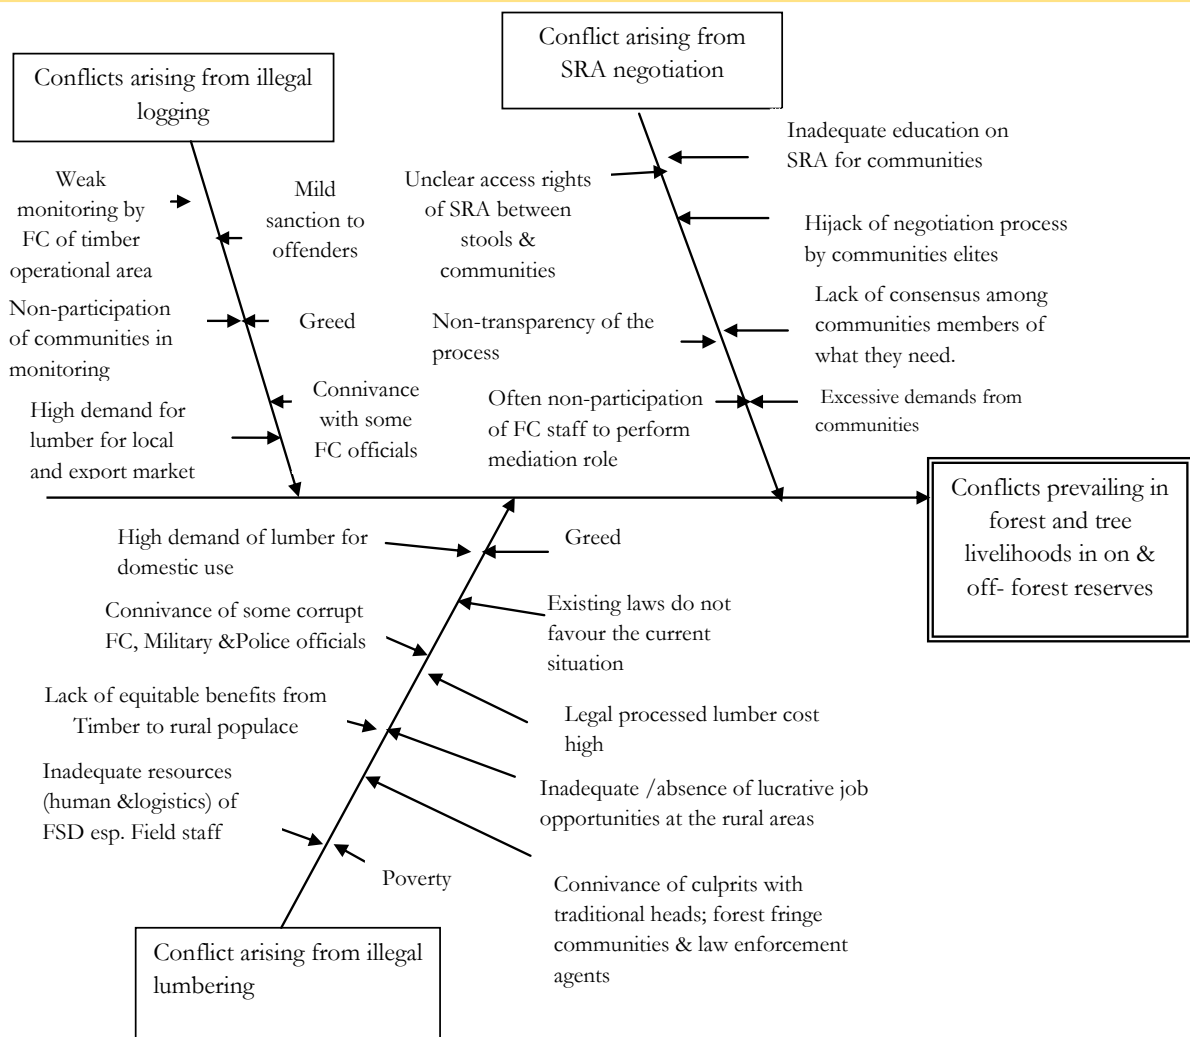 Conflict arising from
SRA negotiation
Conflicts arising from illegal
logging
Weak
monitoring by
FC of timber
operational area
Mild
sanction to
offenders
Non-participation
of communities in
monitoring
Greed
High demand for
lumber for local
and export market
Connivance
with some
FC officials
Unclear access rights
of SRA between
stools &
communities
Inadequate education on
SRA for communities
Hijack of negotiation process
by communities elites
Non-transparency of the
process
Lack of consensus among
communities members of
what they need.
Often non-participation
of FC staff to perform
mediation role
Excessive demands from
communities
Conflicts prevailing in
forest and tree
livelihoods in on &
off- forest reserves
High demand of lumber for
domestic use
Greed
Connivance of some corrupt
FC, Military &Police officials
Existing laws do not
favour the current
situation
Lack of equitable benefits from
Timber to rural populace
Legal processed lumber cost
high
Inadequate resources
(human &logistics) of
FSD esp. Field staff
Inadequate /absence of lucrative job
opportunities at the rural areas
Poverty
Connivance of culprits with
traditional heads; forest fringe
communities & law enforcement
agents
Conflict arising from illegal
lumbering